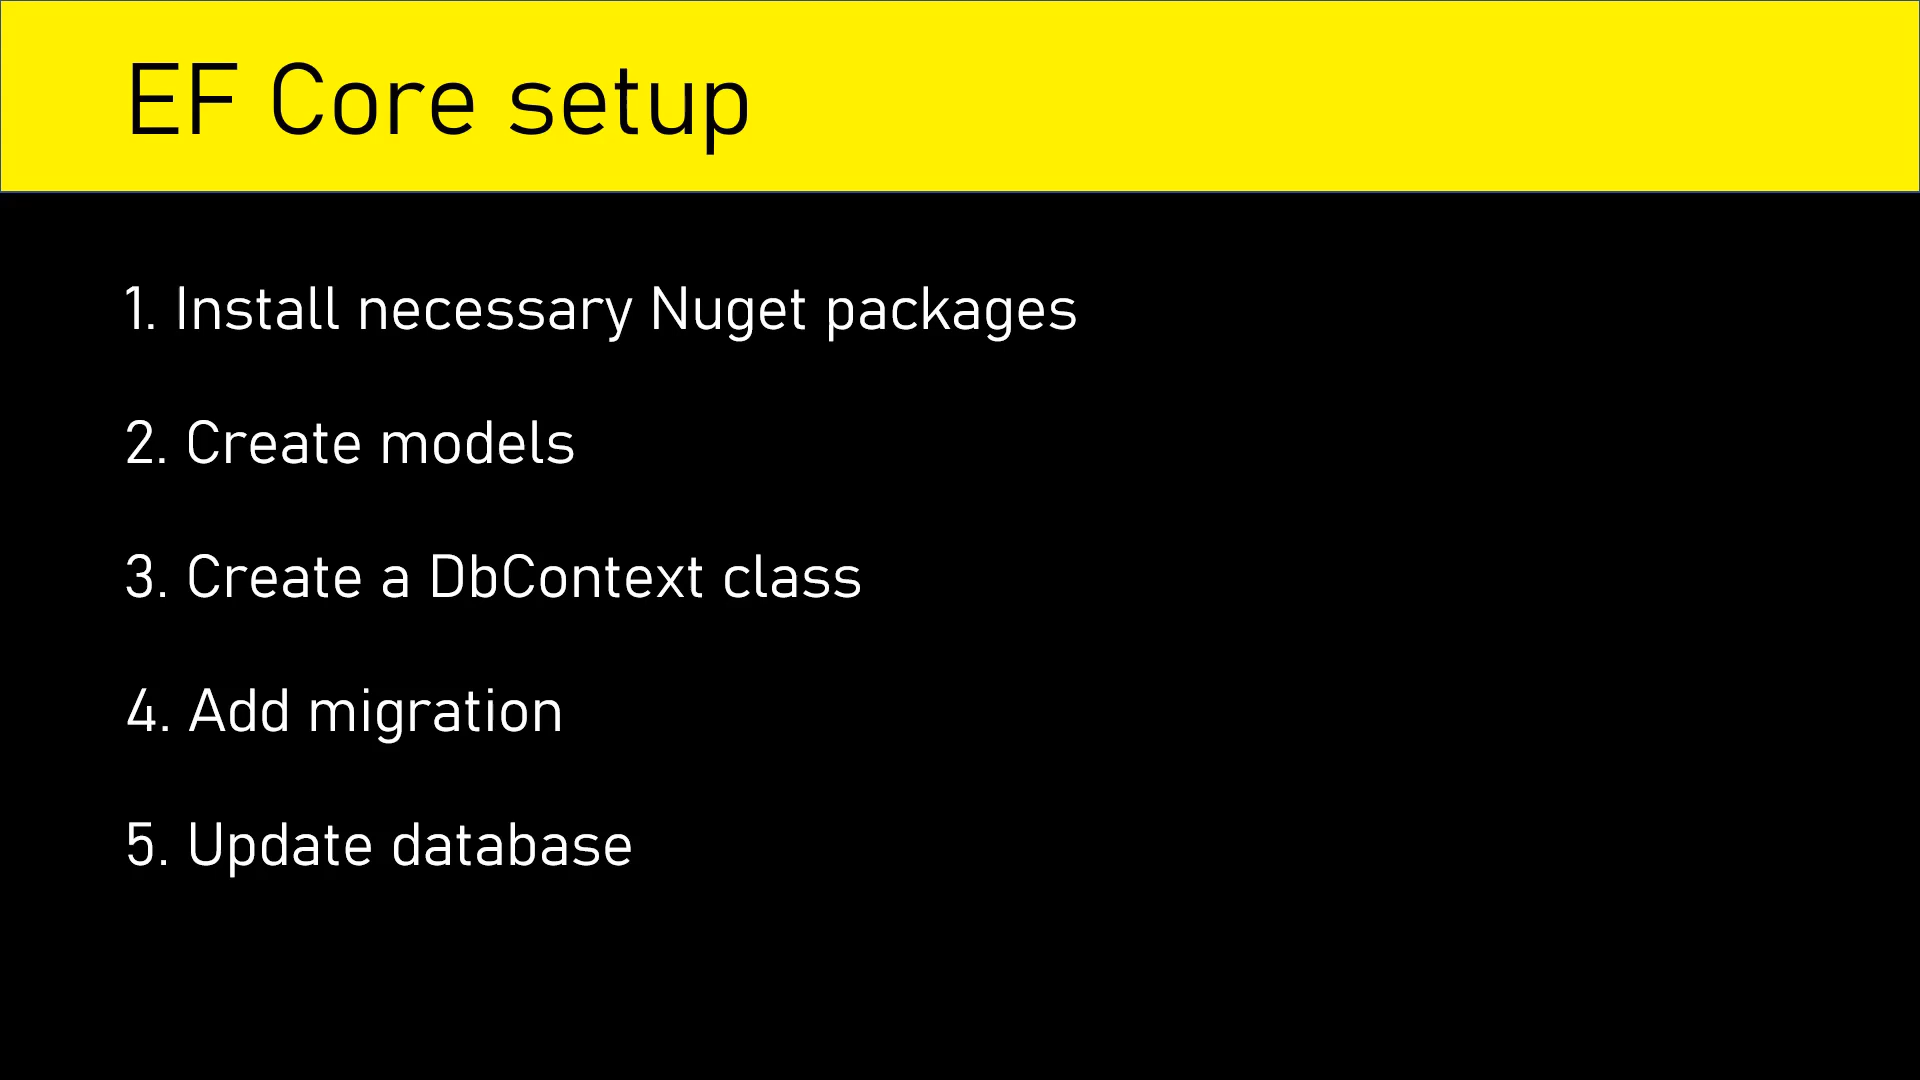 EF Core setup
1. Install necessary Nuget packages
2. Create models
3. Create a DbContext class
4. Add migration
5. Update database